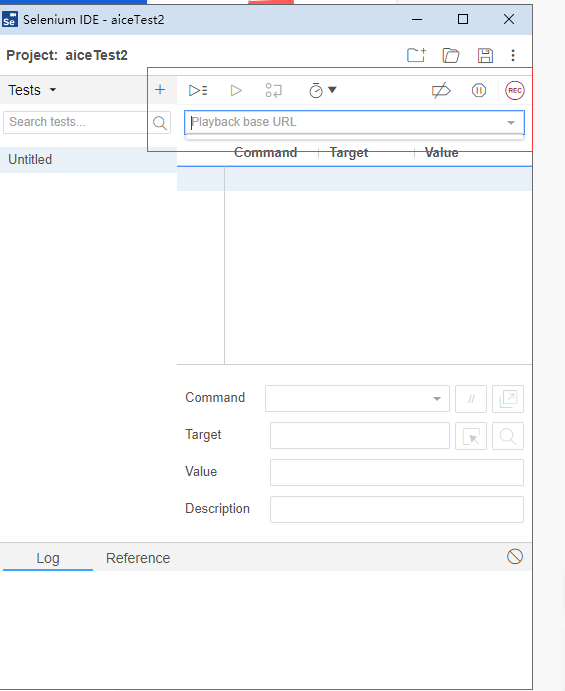 Se Selenium IDE - aiceTest2
Project: aiceTest2
Tests
REC
Search tests...
Playback base URL
Untitled
Command Target Value
Command
//
Target
Value
Description
Log Reference